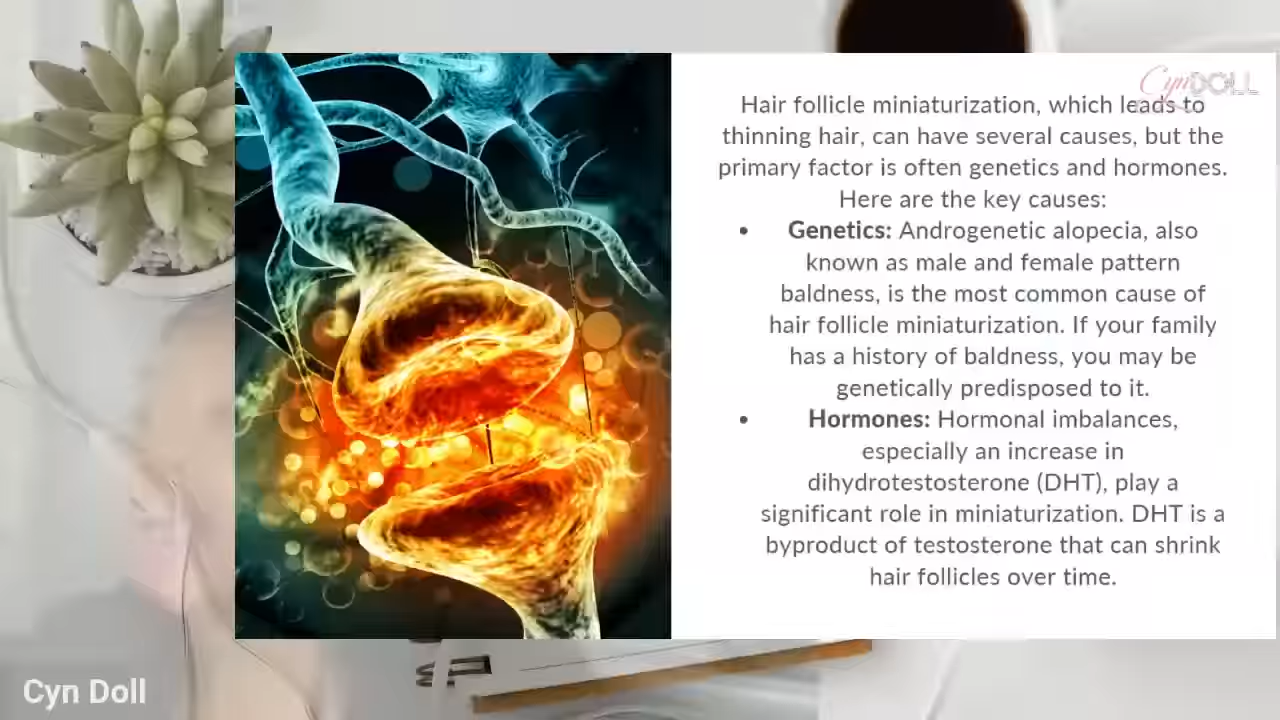 CynDOLL
Hair follicle miniaturization, which leads to
thinning hair, can have several causes, but the
primary factor is often genetics and hormones.
Here are the key causes:
• Genetics: Androgenetic alopecia, also
known as male and female pattern
baldness, is the most common cause of
hair follicle miniaturization. If your family
has a history of baldness, you may be
genetically predisposed to it.
• Hormones: Hormonal imbalances,
especially an increase in
dihydrotestosterone (DHT), play a
significant role in miniaturization. DHT is a
byproduct of testosterone that can shrink
hair follicles over time.
Cyn Doll